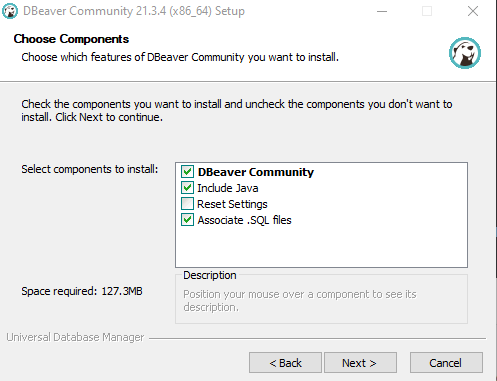 DBeaver Community 21.3.4 (x86_64) Setup
Choose Components
Choose which features of DBeaver Community you want to install.
Check the components you want to install and uncheck the components you don't want to
install. Click Next to continue.
Select components to install:
DBeaver Community
Include Java
Reset Settings
Associate .SQL files
Space required: 127.3MB
Description
Position your mouse over a component to see its
description.
Universal Database Manager
< Back
Next >
Cancel